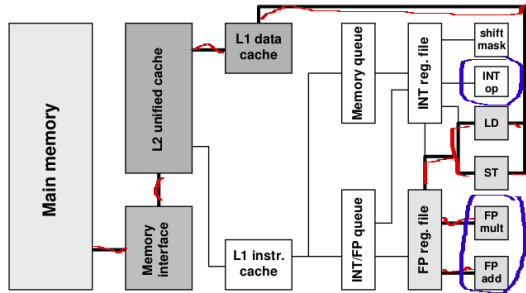 Main memory
L2 unified cache
Memory
interface
L1 data
cache
L1 instr.
cache
Memory queue
INT/FP queue
INT reg. file
FP reg. file
shift
mask
INT
op
LD
ST
FP
mult
FP
add